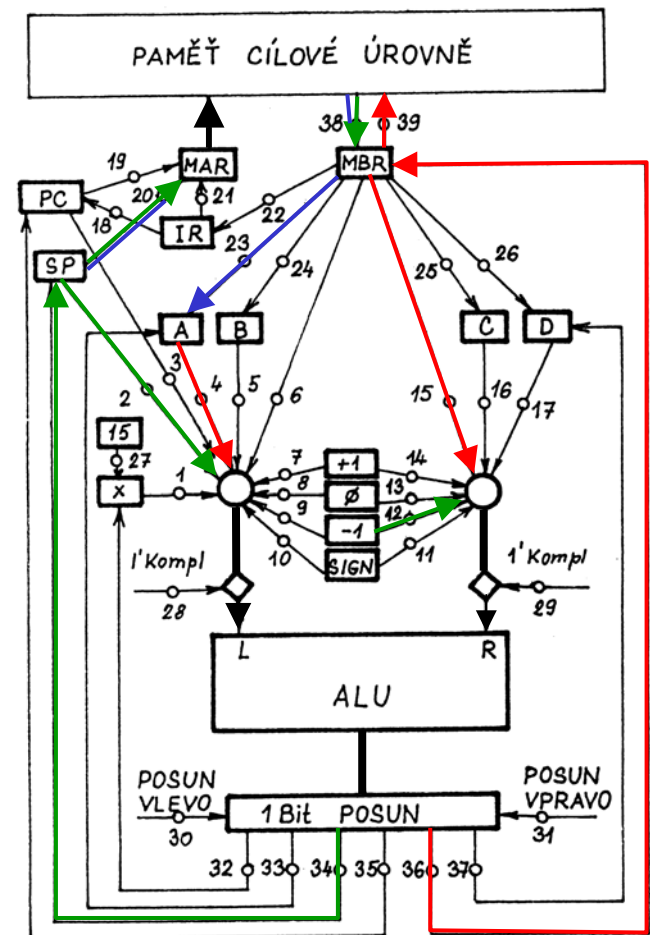 PAMĚŤ CÍLOVÉ ÚROVNĚ
38
39
19
MAR
MBR
20
21
22
PC
18
IR
23
24
25
26
SP
A
B
C
D
2
3
4
5
6
15
16
17
15
27
X
1
7
+1
14
8
Ø
13
9
-1
12
10
SIGN
11
1'Kompl
28
1'Kompl
29
L
R
ALU
POSUN
VLEVO
30
1 Bit POSUN
POSUN
VPRAVO
31
32
33
34
35
36
37